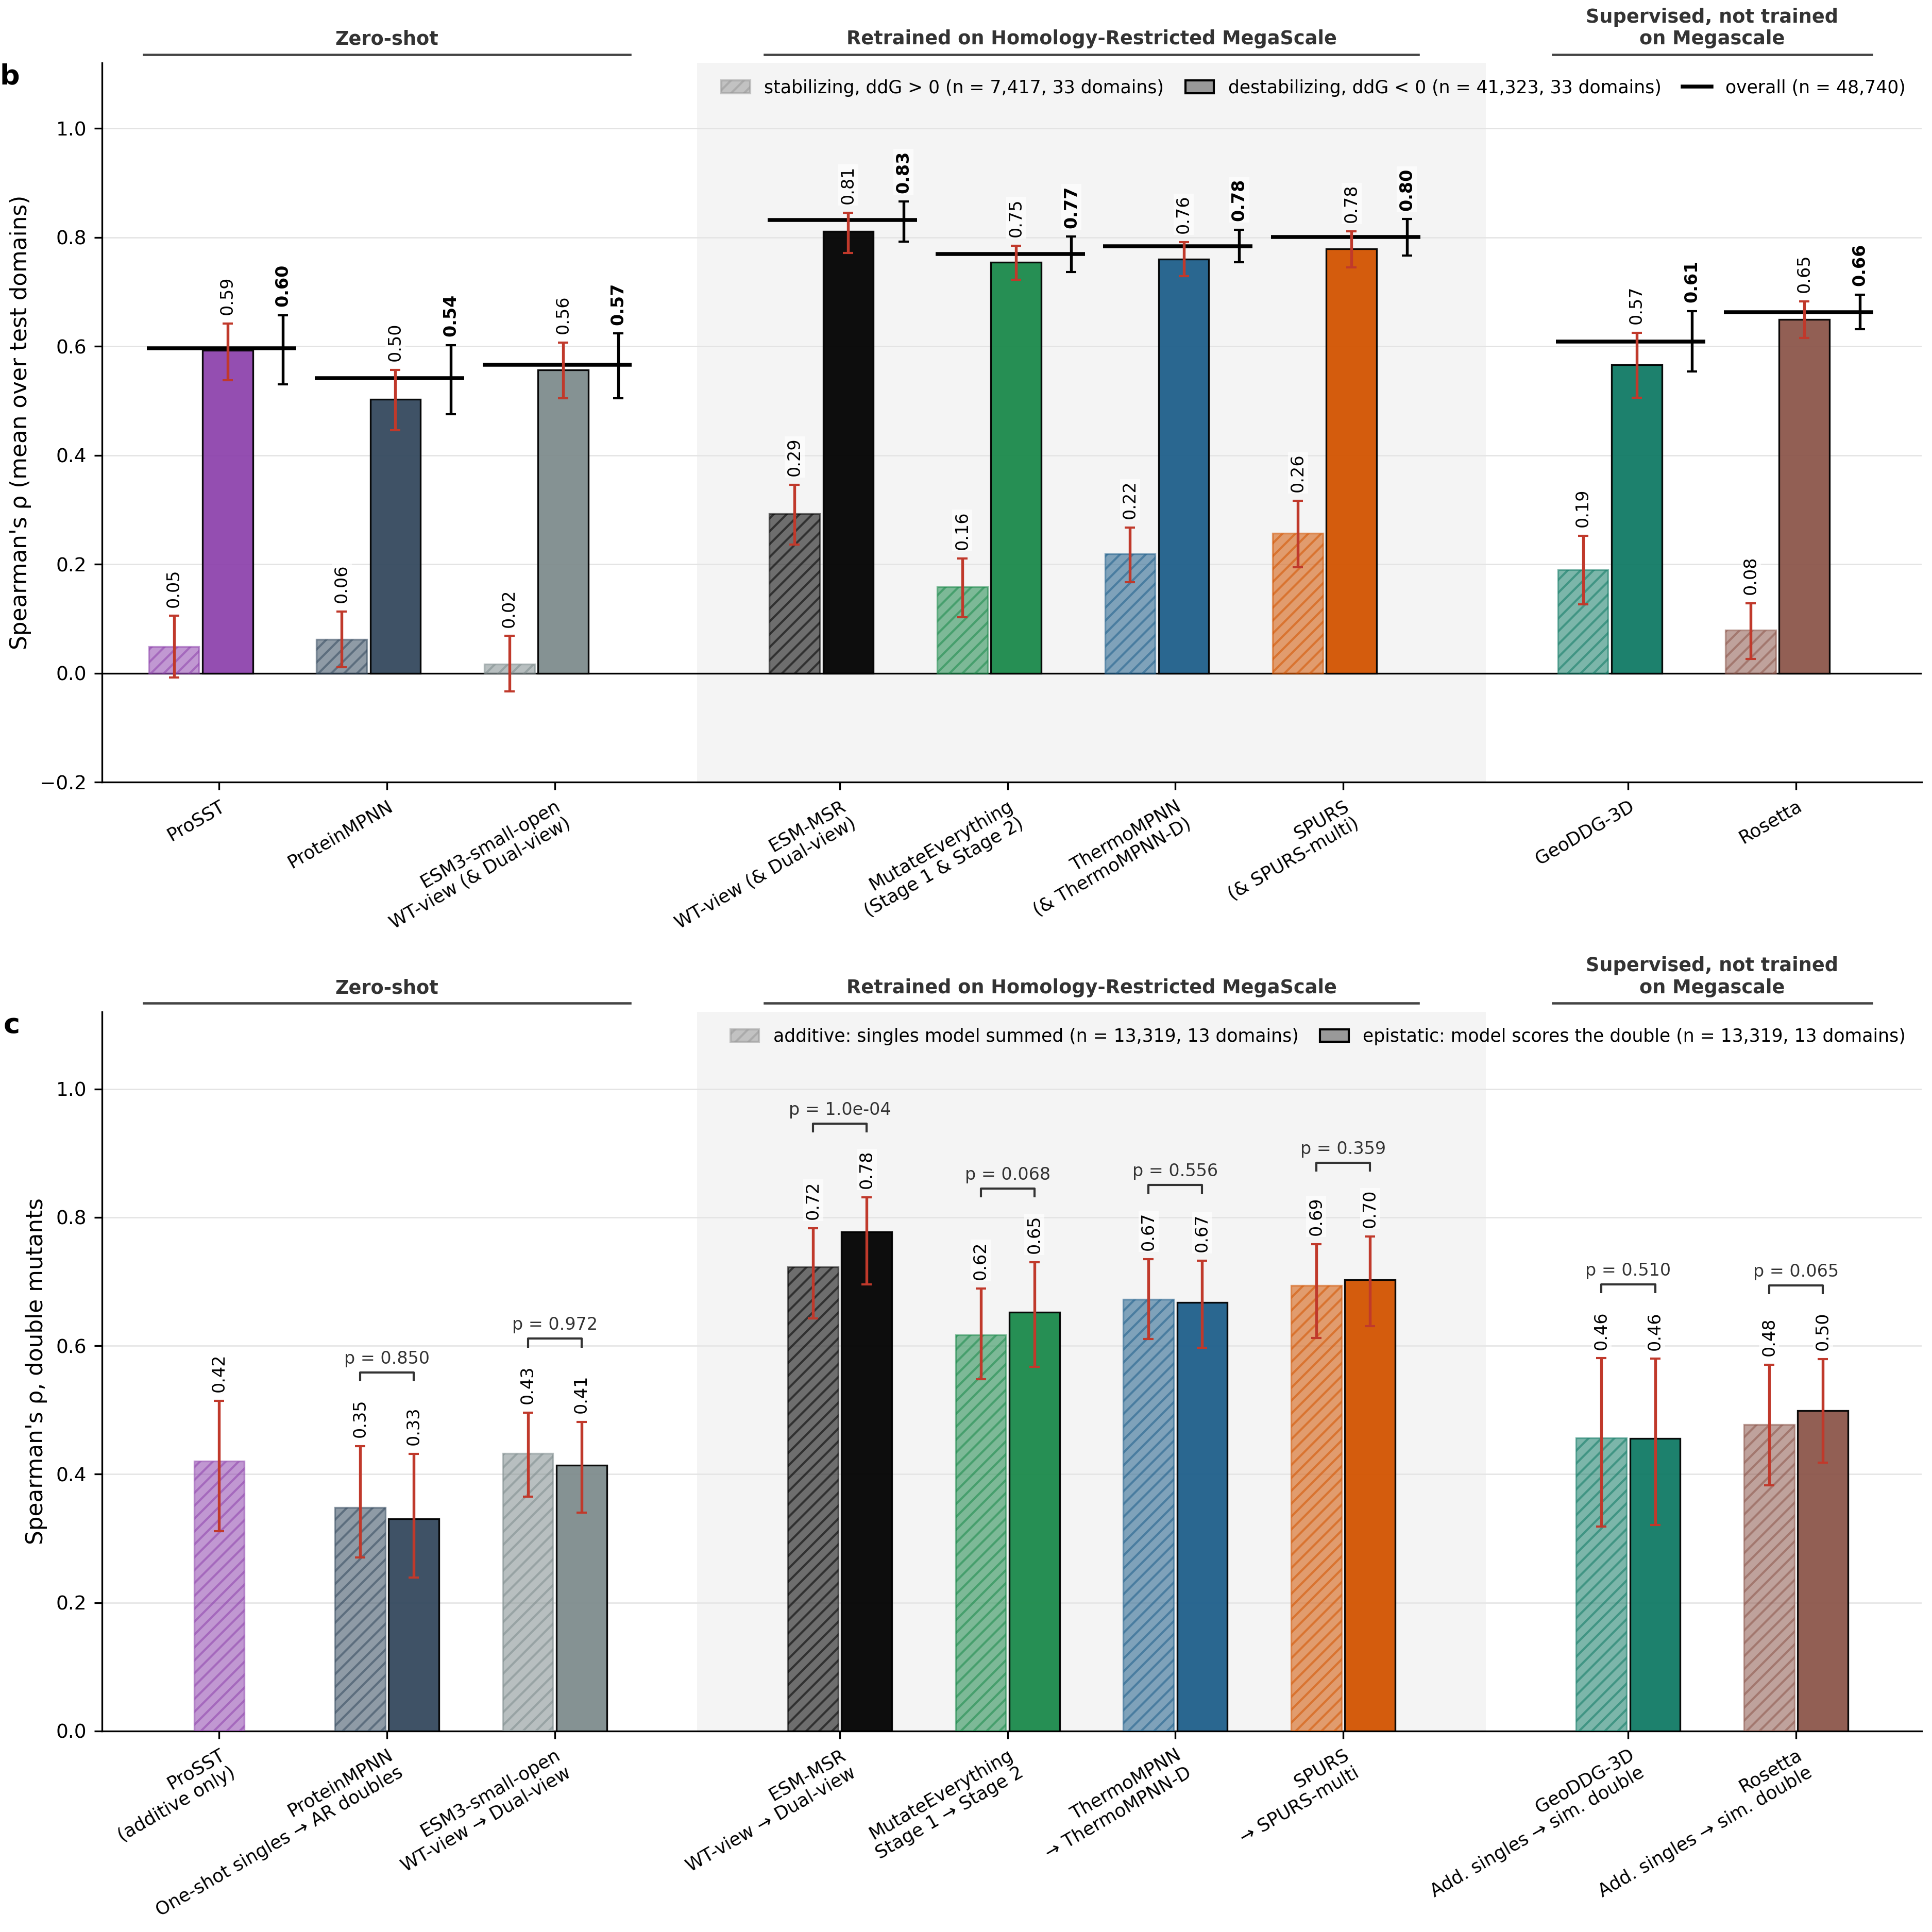 Zero-shot
Retrained on Homology-Restricted MegaScale
Supervised, not trained
on Megascale
b
stabilizing, ddG > 0 (n = 7,417, 33 domains)
destabilizing, ddG < 0 (n = 41,323, 33 domains)
overall (n = 48,740)
Spearman's ρ (mean over test domains)
1.0
0.8
0.6
0.4
0.2
0.0
−0.2
0.05
0.59
0.60
0.06
0.50
0.54
0.02
0.56
0.57
0.29
0.81
0.83
0.16
0.75
0.77
0.22
0.76
0.78
0.26
0.78
0.80
0.19
0.57
0.61
0.08
0.65
0.66
ProSST
ProteinMPNN
ESM3-small-open
WT-view (& Dual-view)
ESM-MSR
WT-view (& Dual-view)
MutateEverything
(Stage 1 & Stage 2)
ThermoMPNN
(& ThermoMPNN-D)
SPURS
(& SPURS-multi)
GeoDDG-3D
Rosetta
Zero-shot
Retrained on Homology-Restricted MegaScale
Supervised, not trained
on Megascale
c
additive: singles model summed (n = 13,319, 13 domains)
epistatic: model scores the double (n = 13,319, 13 domains)
Spearman's ρ, double mutants
1.0
0.8
0.6
0.4
0.2
0.0
0.42
p = 0.850
0.35
0.33
p = 0.972
0.43
0.41
p = 1.0e-04
0.72
0.78
p = 0.068
0.62
0.65
p = 0.556
0.67
0.67
p = 0.359
0.69
0.70
p = 0.510
0.46
0.46
p = 0.065
0.48
0.50
ProSST
(additive only)
ProteinMPNN
One-shot singles → AR doubles
ESM3-small-open
WT-view → Dual-view
ESM-MSR
WT-view → Dual-view
MutateEverything
Stage 1 → Stage 2
ThermoMPNN
→ ThermoMPNN-D
SPURS
→ SPURS-multi
GeoDDG-3D
Add. singles → sim. double
Rosetta
Add. singles → sim. double